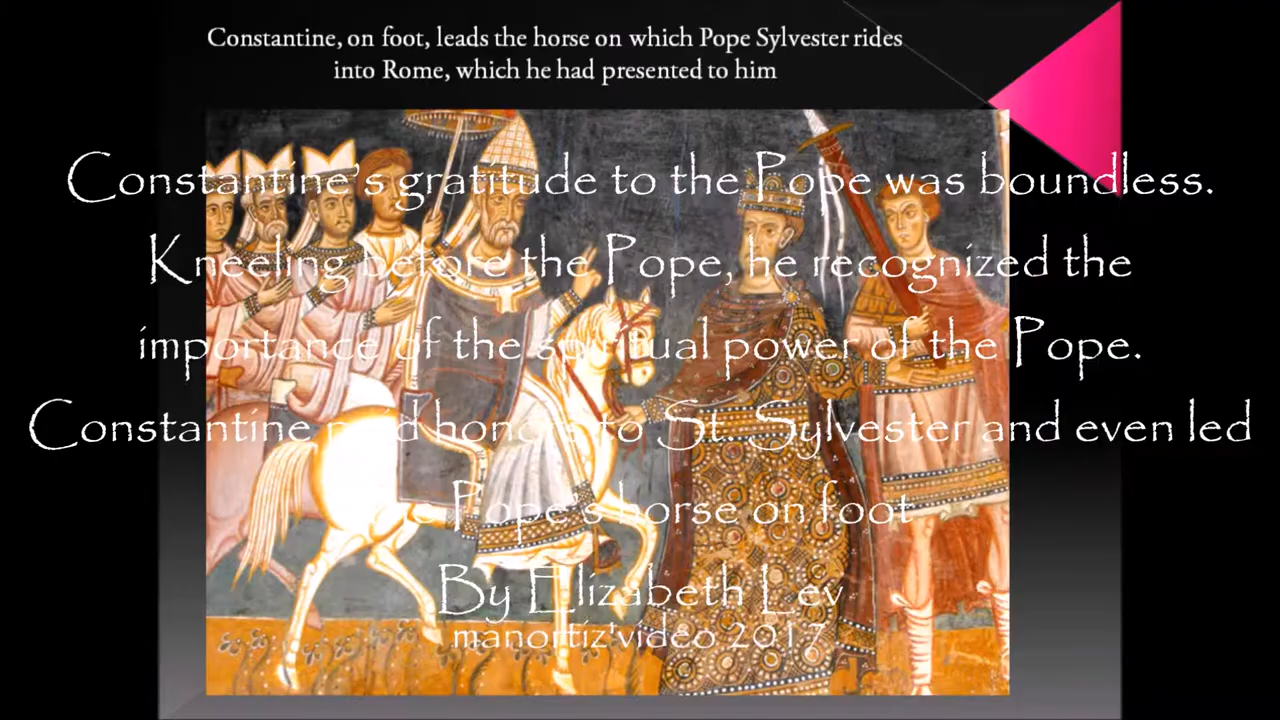 Constantine, on foot, leads the horse on which Pope Sylvester rides
into Rome, which he had presented to him
Constantine's gratitude to the Pope was boundless.
Kneeling before the Pope, he recognized the
importance of the spiritual power of the Pope.
Constantine paid honors to St. Sylvester and even led
Pope's horse on foot
By Elizabeth Lev
manortiz'video 2017